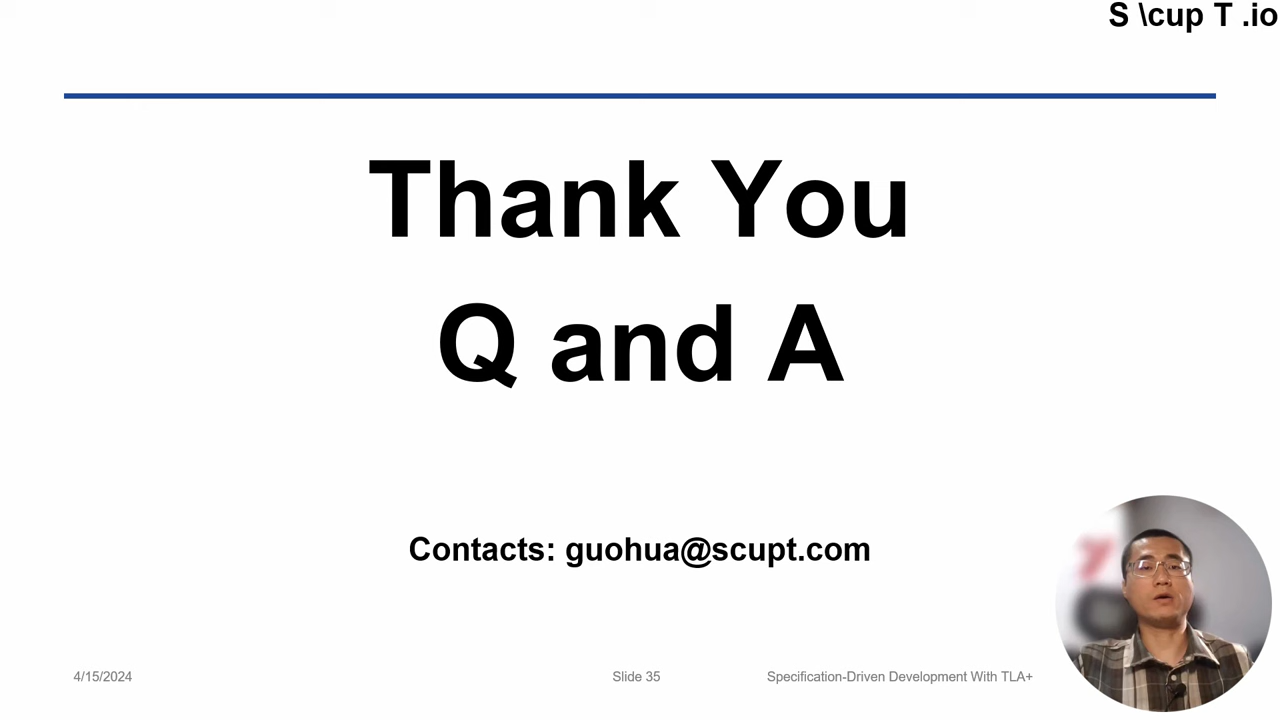 S \cup T .io
Thank You
Q and A
Contacts: guohua@scupt.com
4/15/2024
Slide 35
Specification-Driven Development With TLA+